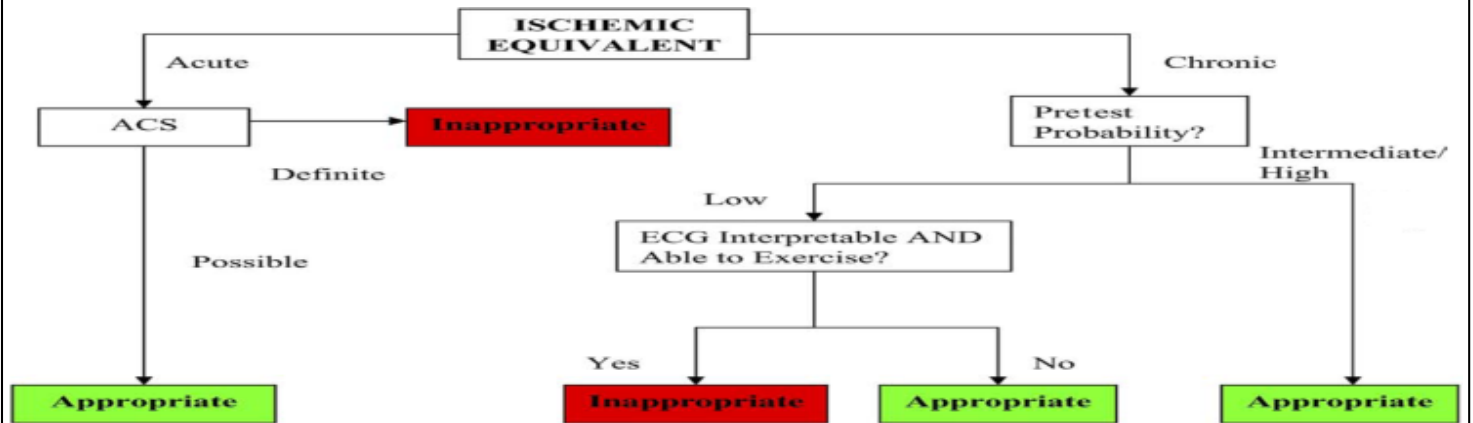 ISCHEMIC
EQUIVALENT
Acute
Chronic
ACS
Inappropriate
Pretest
Probability?
Definite
Intermediate/
High
Low
ECG Interpretable AND
Able to Exercise?
Possible
Yes
No
Appropriate
Inappropriate
Appropriate
Appropriate